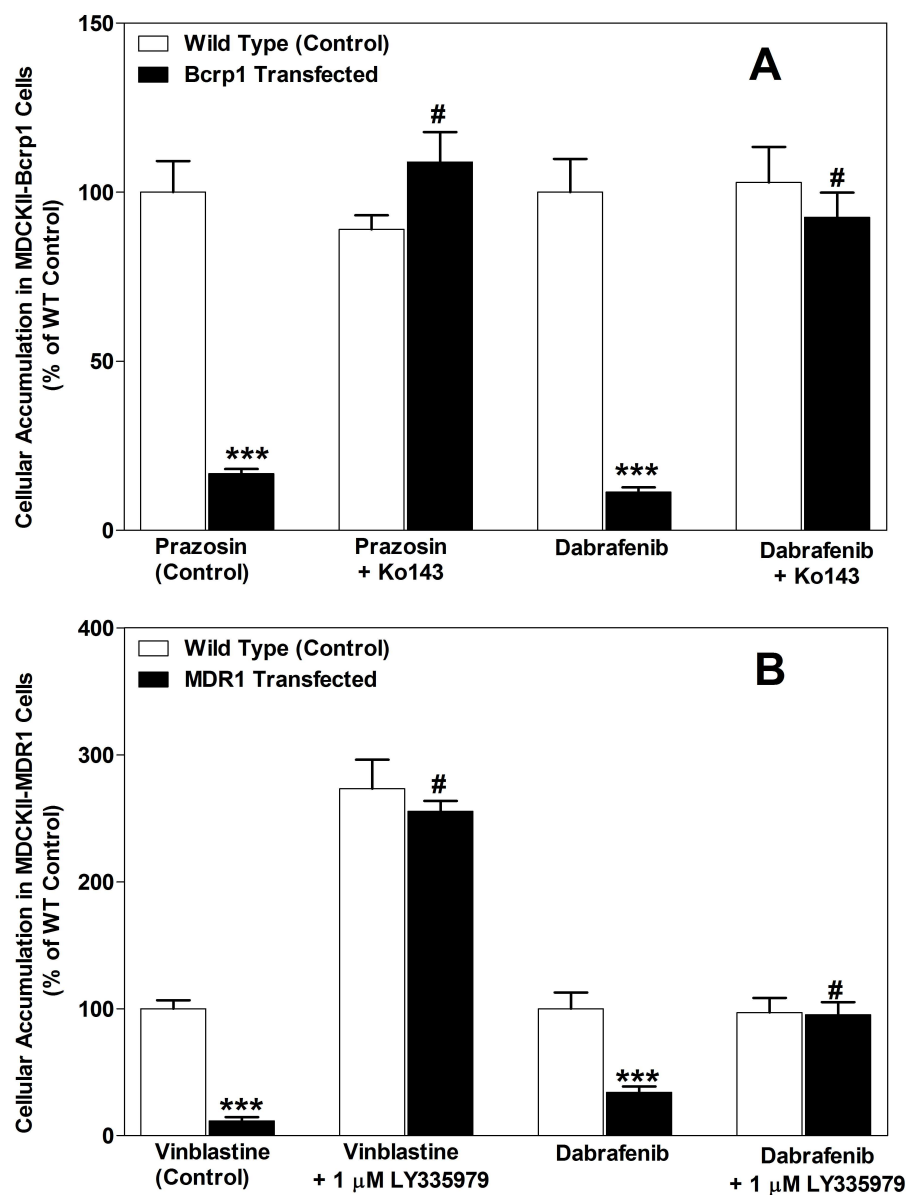 150
100
50
0
Cellular Accumulation in MDCKII-Bcrp1 Cells
(% of WT Control)
Wild Type (Control)
Bcrp1 Transfected
A
***
#
***
#
Prazosin
(Control)
Prazosin
+ Ko143
Dabrafenib
Dabrafenib
+ Ko143
400
300
200
100
0
Cellular Accumulation in MDCKII-MDR1 Cells
(% of WT Control)
Wild Type (Control)
MDR1 Transfected
B
***
#
***
#
Vinblastine
(Control)
Vinblastine
+ 1 μM LY335979
Dabrafenib
Dabrafenib
+ 1 μM LY335979